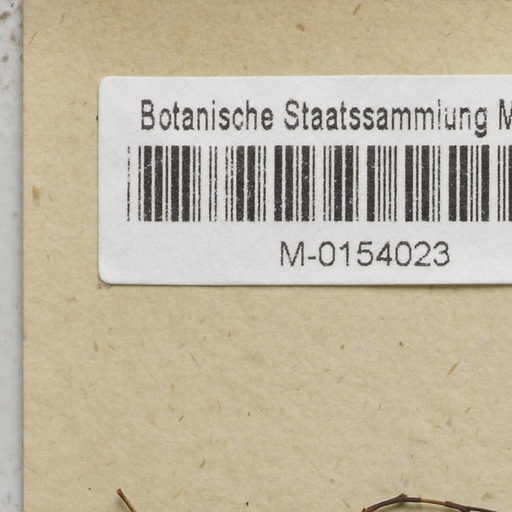 Botanische Staatssammlung M
M-0154023